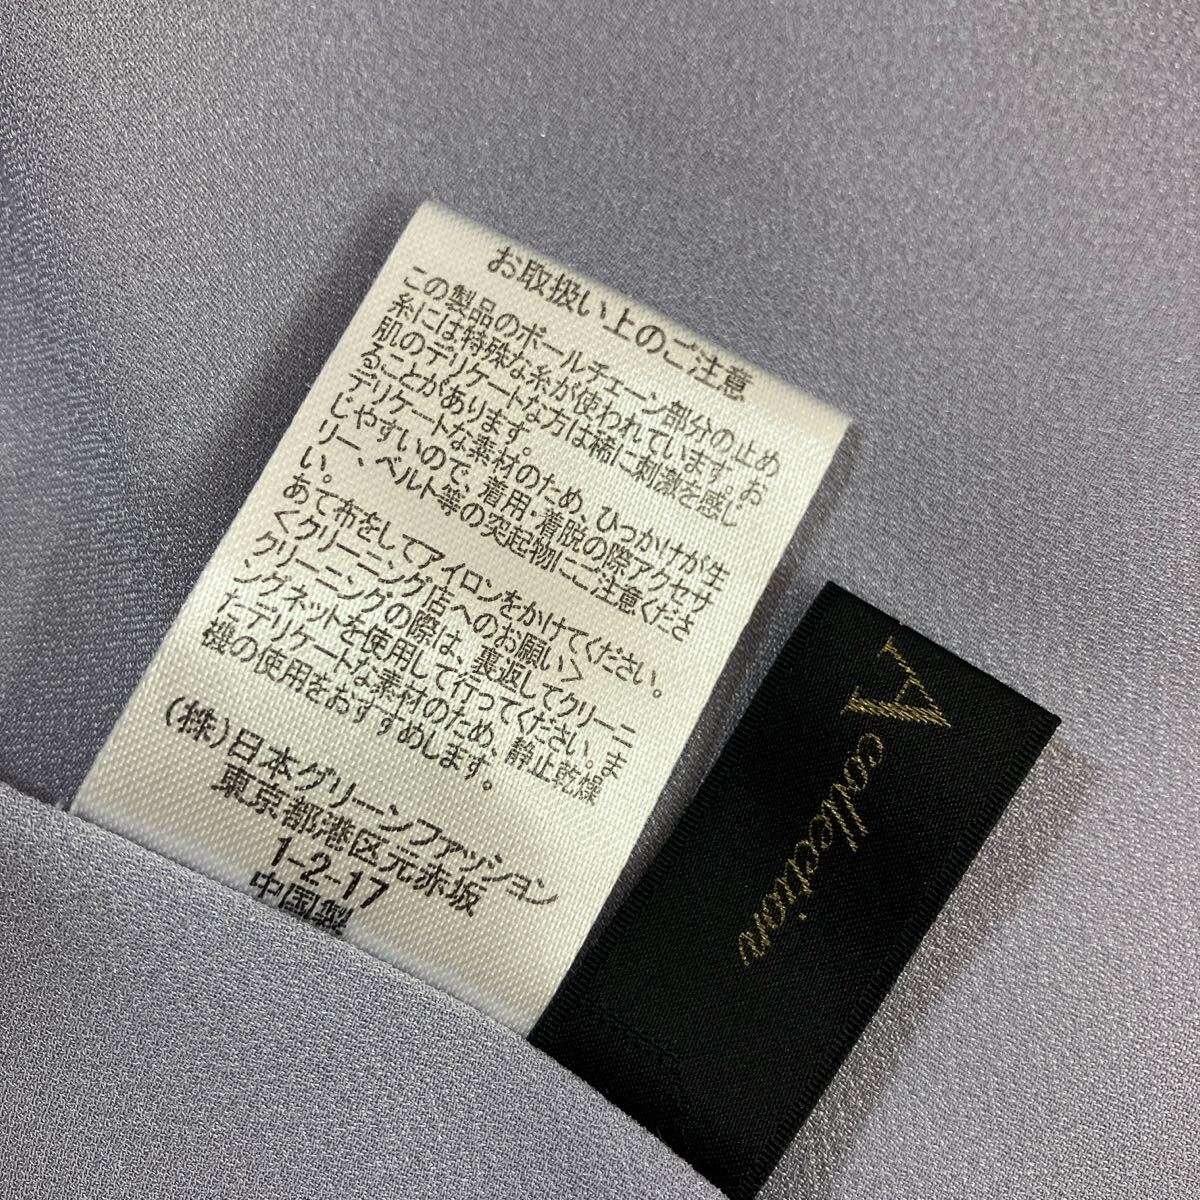 お取扱い上のご注意
この製品のボールチェーン部分の止め
糸には特殊な糸が使われています。お
肌のデリケートな方は稀に刺激を感じ
ることがあります。
デリケートな素材のため、ひっかけが生
じやすいので、着用・着脱の際アクセサ
リー、ベルト等の突起物にご注意くださ
い。
あて布をしてアイロンをかけてください。
<クリーニング店へのお願い>
クリーニングの際は、裏返してクリーニ
ングネットを使用して行ってください。ま
たデリケートな素材のため、静止乾燥
機の使用をおすすめします。
(株)日本グリーンファッション
東京都港区元赤坂
1-2-17
中国製
A collection